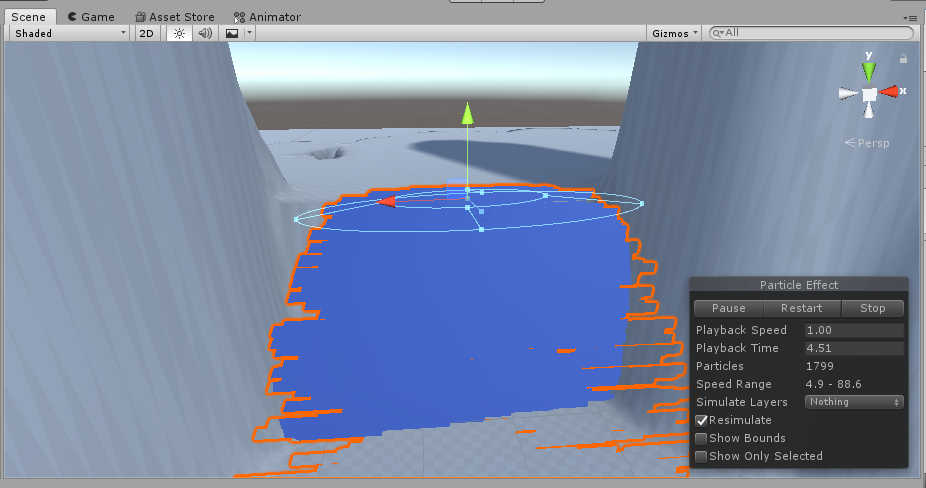 Scene Game Asset Store Animator
Shaded 2D Gizmos All
y
x
Persp
Particle Effect
Pause Restart Stop
Playback Speed 1.00
Playback Time 4.51
Particles 1799
Speed Range 4.9 - 88.6
Simulate Layers Nothing
Resimulate
Show Bounds
Show Only Selected